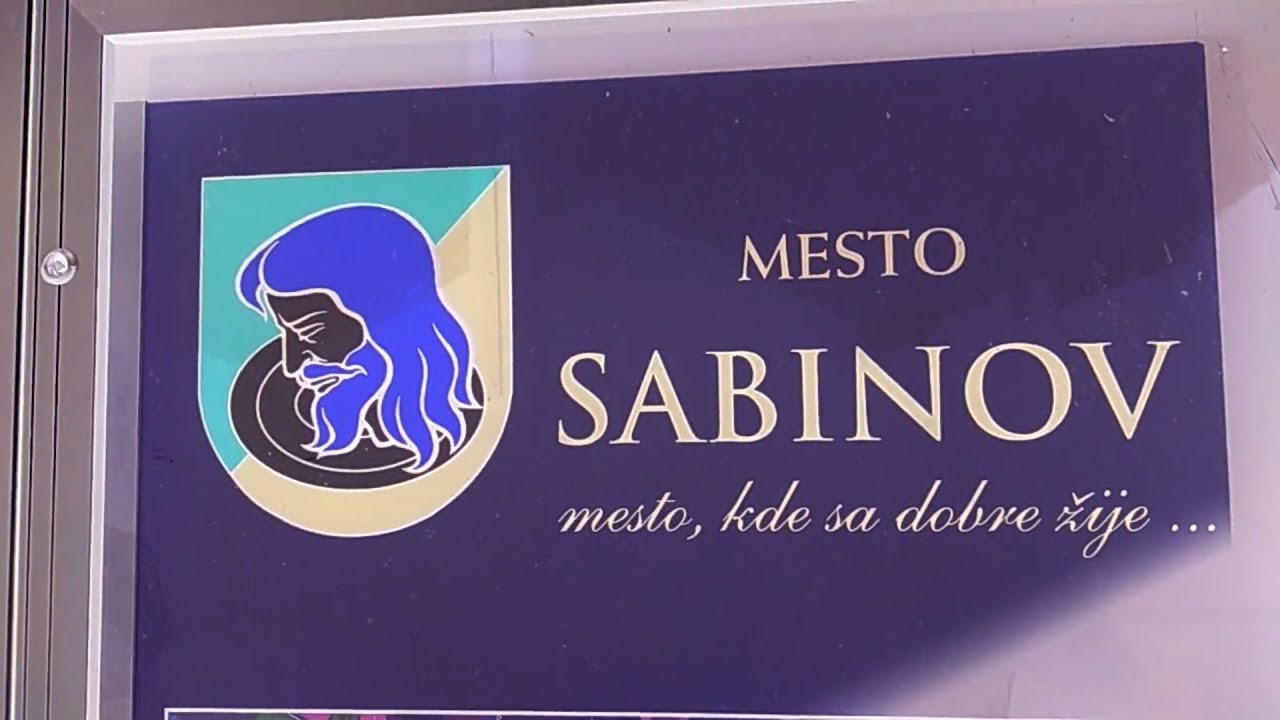 MESTO
SABINOV
mesto, kde sa dobre žije ...